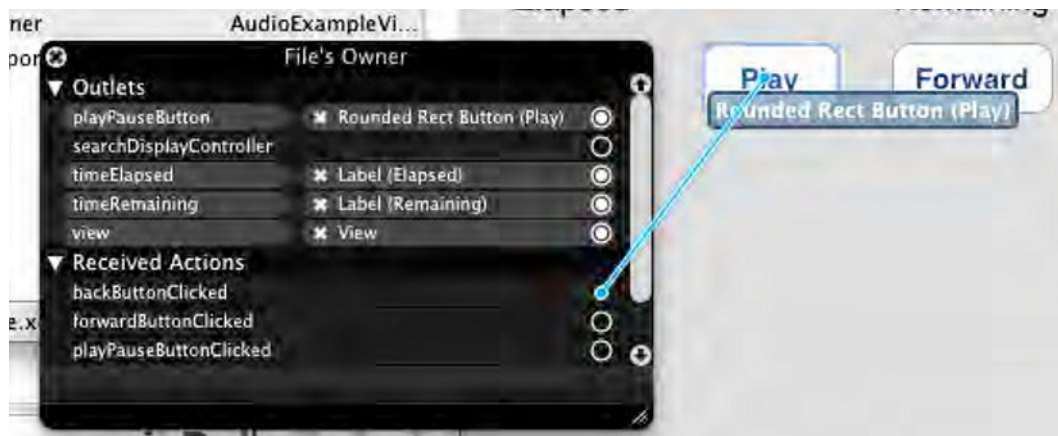 AudioExampleVi...
File's Owner
Outlets
playPauseButton Rounded Rect Button (Play)
searchDisplayController
timeElapsed Label (Elapsed)
timeRemaining Label (Remaining)
view View
Received Actions
backButtonClicked
forwardButtonClicked
playPauseButtonClicked
Play Forward
Rounded Rect Button (Play)